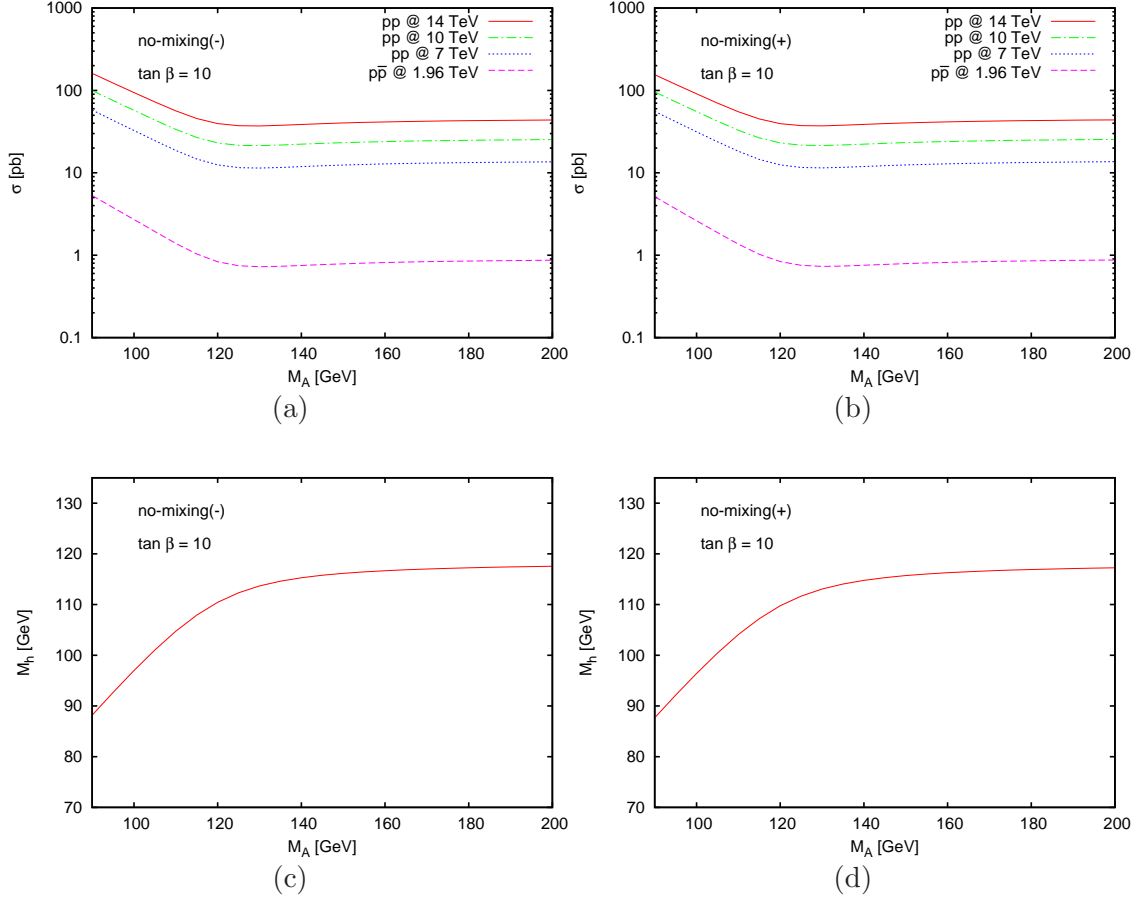 1000
100
10
1
0.1
σ [pb]
no-mixing(-)
tan β = 10
pp @ 14 TeV
pp @ 10 TeV
pp @ 7 TeV
pp̅ @ 1.96 TeV
100 120 140 160 180 200
M_A [GeV]
(a)
1000
100
10
1
0.1
σ [pb]
no-mixing(+)
tan β = 10
pp @ 14 TeV
pp @ 10 TeV
pp @ 7 TeV
pp̅ @ 1.96 TeV
100 120 140 160 180 200
M_A [GeV]
(b)
130
120
110
100
90
80
70
M_h [GeV]
no-mixing(-)
tan β = 10
100 120 140 160 180 200
M_A [GeV]
(c)
130
120
110
100
90
80
70
M_h [GeV]
no-mixing(+)
tan β = 10
100 120 140 160 180 200
M_A [GeV]
(d)